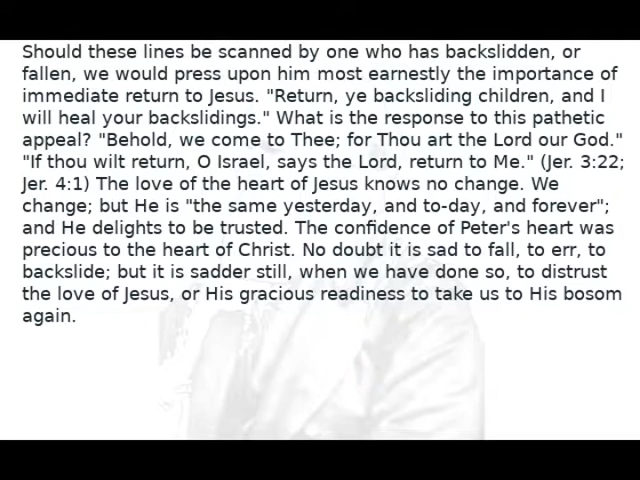 Should these lines be scanned by one who has backslidden, or
fallen, we would press upon him most earnestly the importance of
immediate return to Jesus. "Return, ye backsliding children, and I
will heal your backslidings." What is the response to this pathetic
appeal? "Behold, we come to Thee; for Thou art the Lord our God."
"If thou wilt return, O Israel, says the Lord, return to Me." (Jer. 3:22;
Jer. 4:1) The love of the heart of Jesus knows no change. We
change; but He is "the same yesterday, and to-day, and forever";
and He delights to be trusted. The confidence of Peter's heart was
precious to the heart of Christ. No doubt it is sad to fall, to err, to
backslide; but it is sadder still, when we have done so, to distrust
the love of Jesus, or His gracious readiness to take us to His bosom
again.